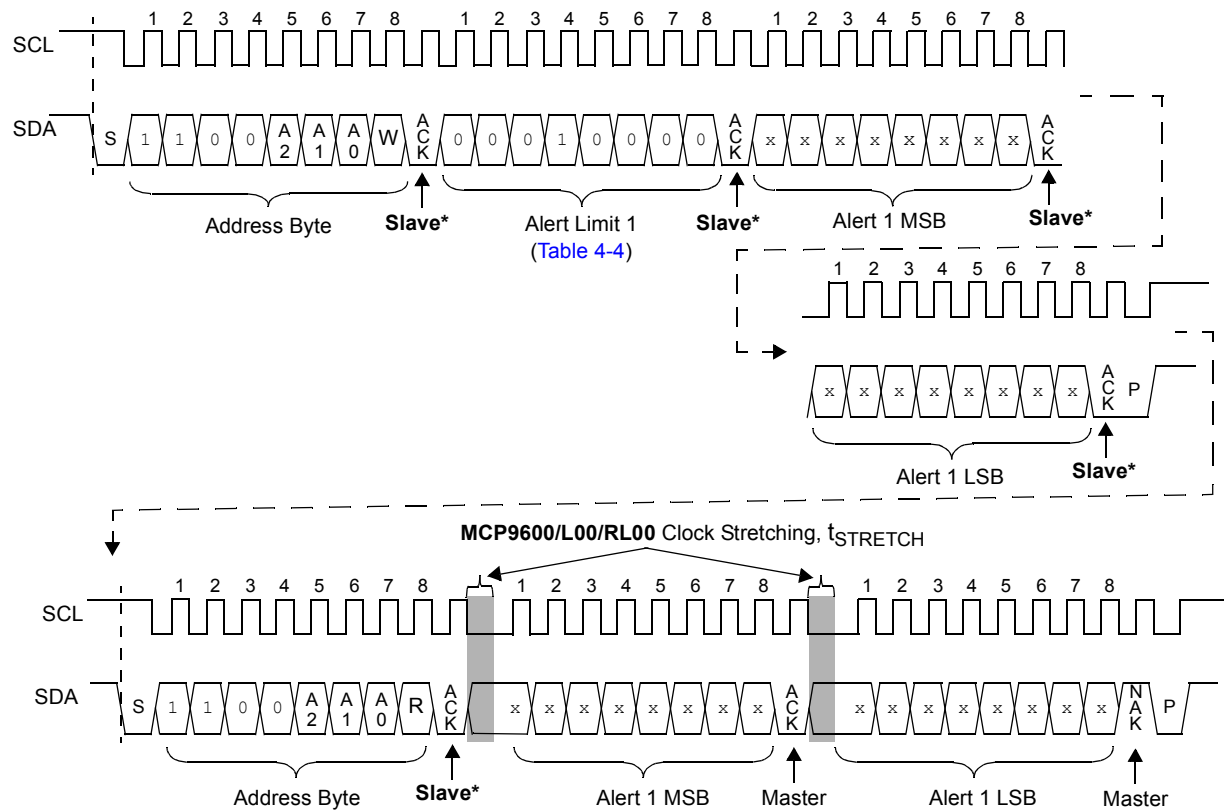 1 2 3 4 5 6 7 8 1 2 3 4 5 6 7 8 1 2 3 4 5 6 7 8
SCL
SDA S 1 1 0 0 A2 A1 A0 W ACK 0 0 0 1 0 0 0 0 ACK x x x x x x x x ACK
Address Byte Slave* Alert Limit 1 Slave* Alert 1 MSB Slave*
(Table 4-4)
1 2 3 4 5 6 7 8
x x x x x x x x ACK P
Slave*
Alert 1 LSB
MCP9600/L00/RL00 Clock Stretching, tSTRETCH
1 2 3 4 5 6 7 8 1 2 3 4 5 6 7 8 1 2 3 4 5 6 7 8
SCL
SDA S 1 1 0 0 A2 A1 A0 R ACK x x x x x x x x ACK x x x x x x x x NAK P
Address Byte Slave* Alert 1 MSB Master Alert 1 LSB Master